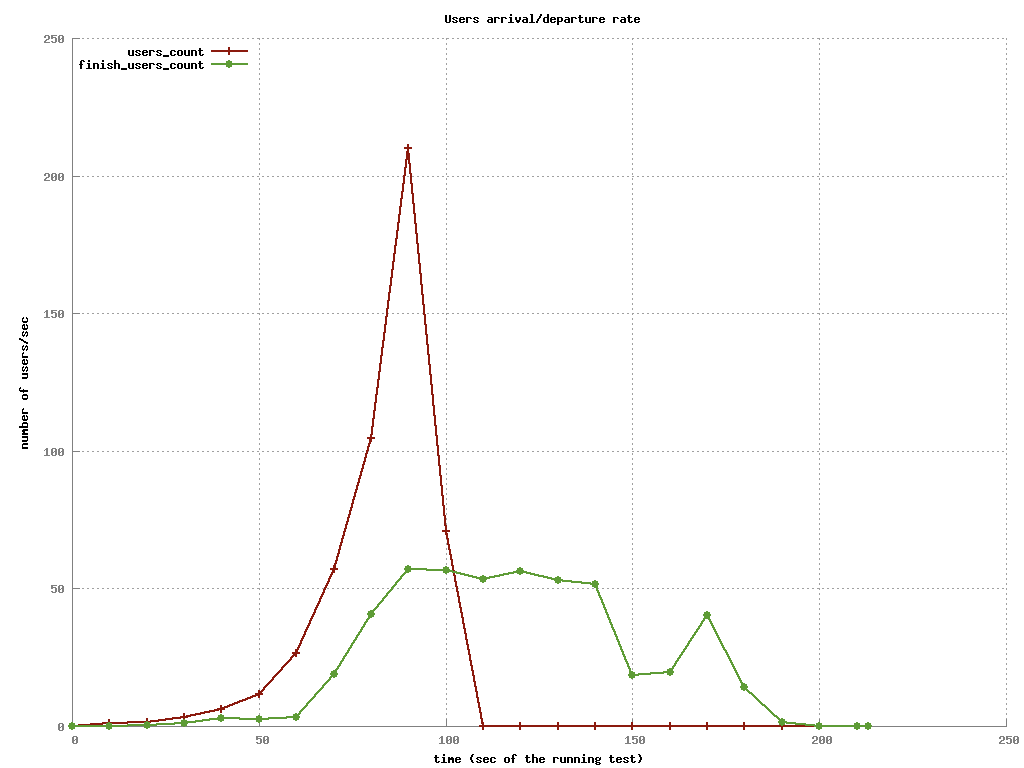 Users arrival/departure rate
users_count
finish_users_count
250
200
150
100
50
0
number of users/sec
0 50 100 150 200 250
time (sec of the running test)